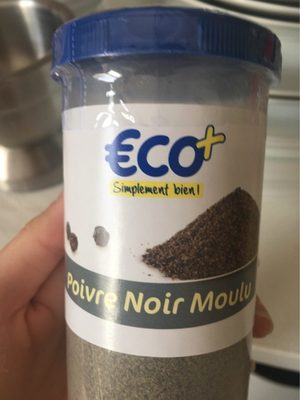 €CO+
Simplement bien!
Poivre Noir Moulu